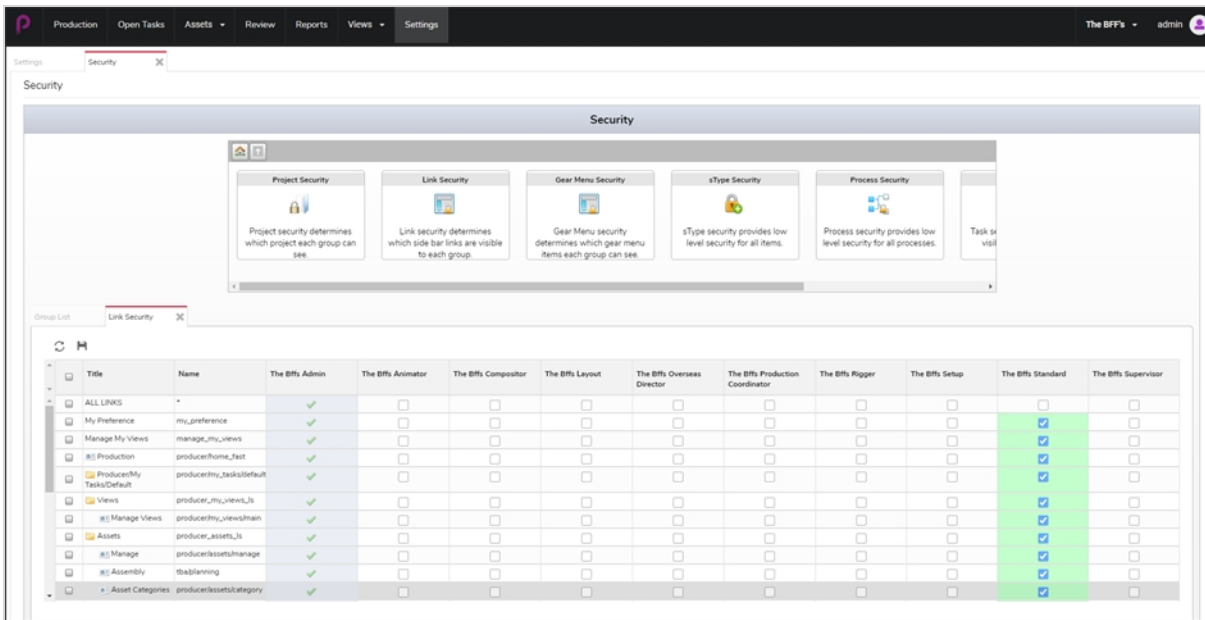 Production Open Tasks Assets Review Reports Views Settings The BFF's admin
Settings Security
Security
Security
Project Security Link Security Gear Menu Security sType Security Process Security
Project security determines which project each group can see.
Link security determines which side bar links are visible to each group.
Gear Menu security determines which gear menu items each group can see.
sType security provides low level security for all items.
Process security provides low level security for all processes.
Group List Link Security
Title Name The Bffs Admin The Bffs Animator The Bffs Compositor The Bffs Layout The Bffs Overseas Director The Bffs Production Coordinator The Bffs Rigger The Bffs Setup The Bffs Standard The Bffs Supervisor
ALL LINKS *
My Preference my_preference
Manage My Views manage_my_views
Production producer/home_fast
Producer/My Tasks/Default producer/my_tasks/default
Views producer_my_views_ls
Manage Views producer/my_views/main
Assets producer_assets_ls
Manage producer/assets/manage
Assembly tba/planning
Asset Categories producer/assets/category